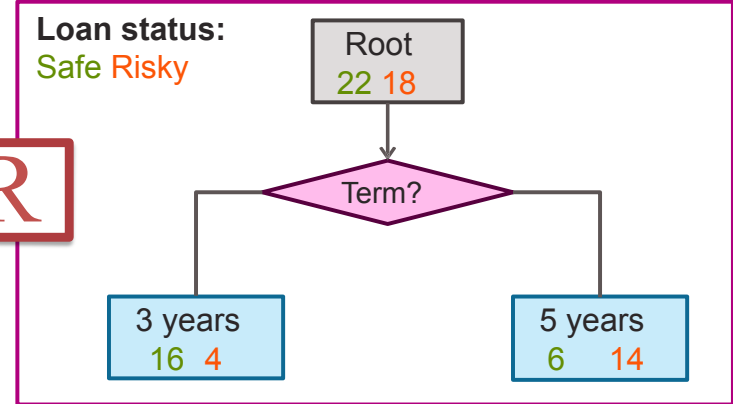 Loan status:
Safe Risky
Root
22 18
R
Term?
3 years
16 4
5 years
6 14